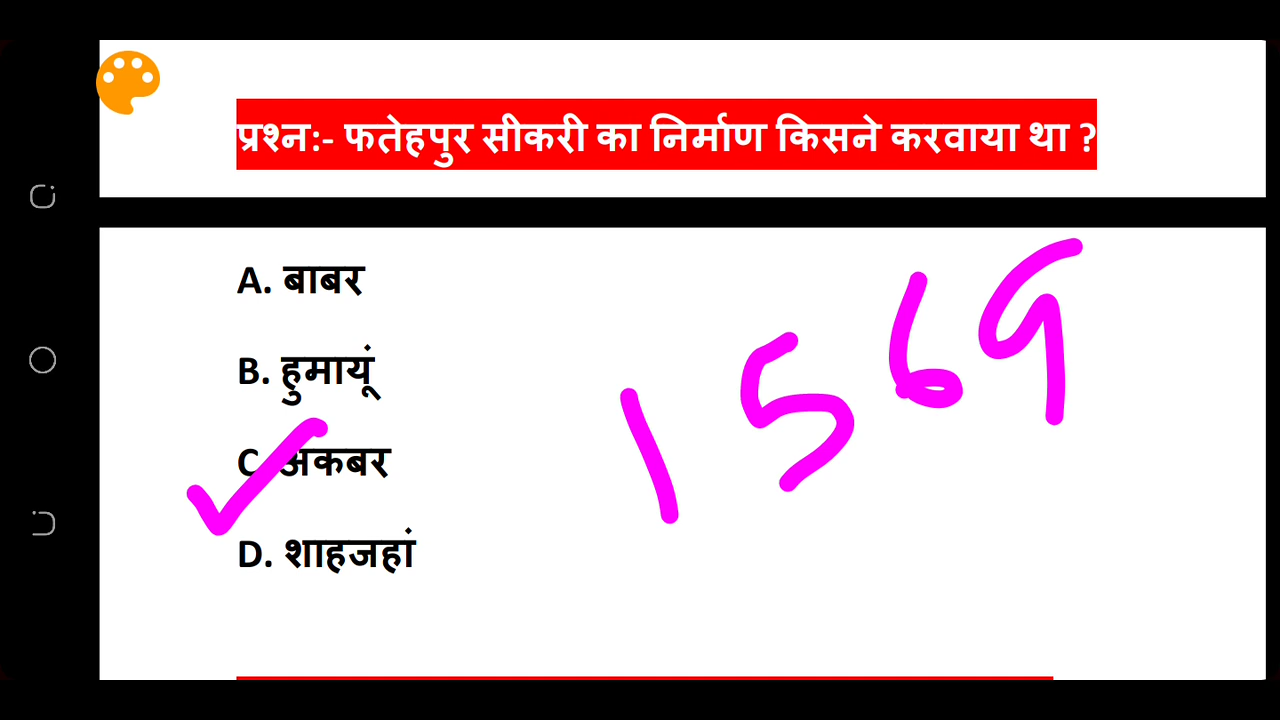 प्रश्न:- फतेहपुर सीकरी का निर्माण किसने करवाया था ?
A. बाबर
B. हुमायूं
C. अकबर
D. शाहजहां
1569